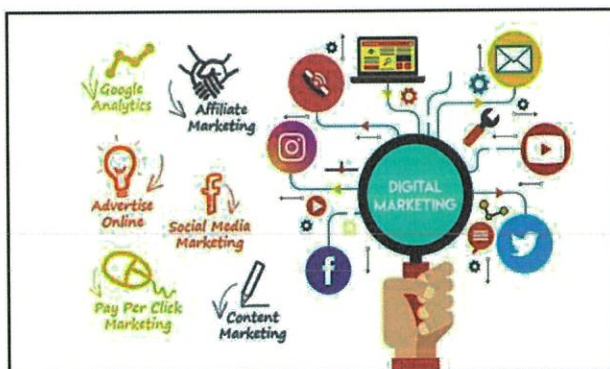 Google
Analytics
Affiliate
Marketing
Advertise
Online
Social Media
Marketing
Pay Per Click
Marketing
Content
Marketing
DIGITAL
MARKETING